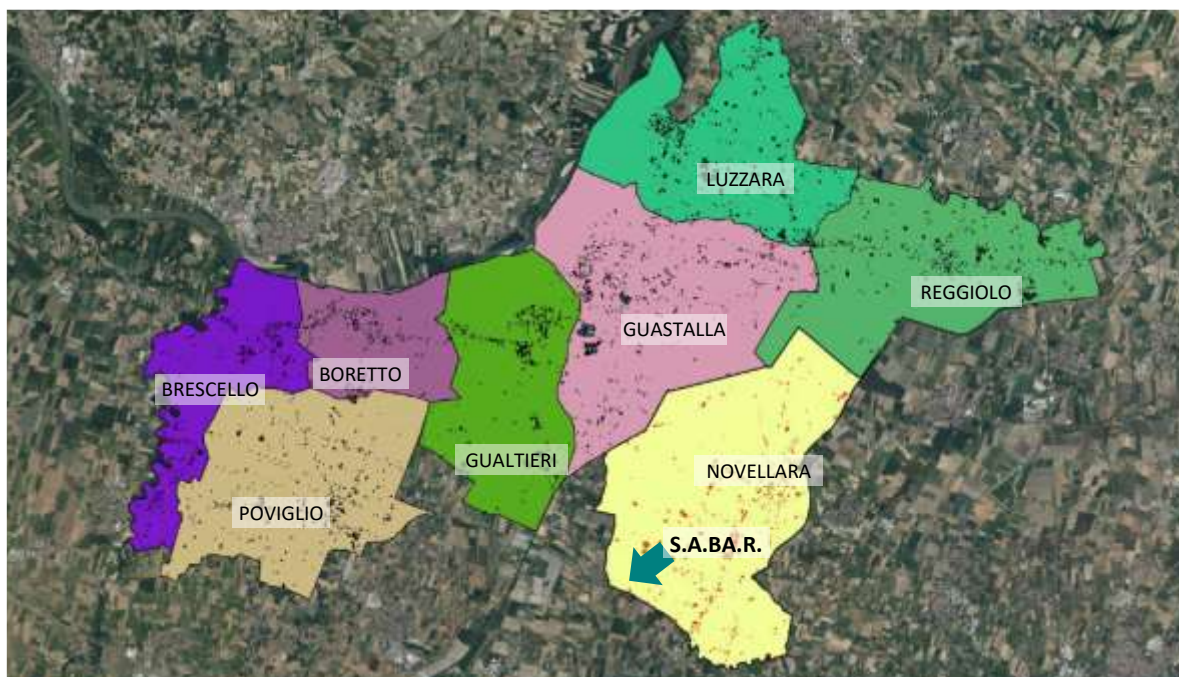 LUZZARA
REGGIOLO
GUASTALLA
BORETTO
BRESCELLO
GUALTIERI
NOVELLARA
POVIGLIO
S.A.BA.R.